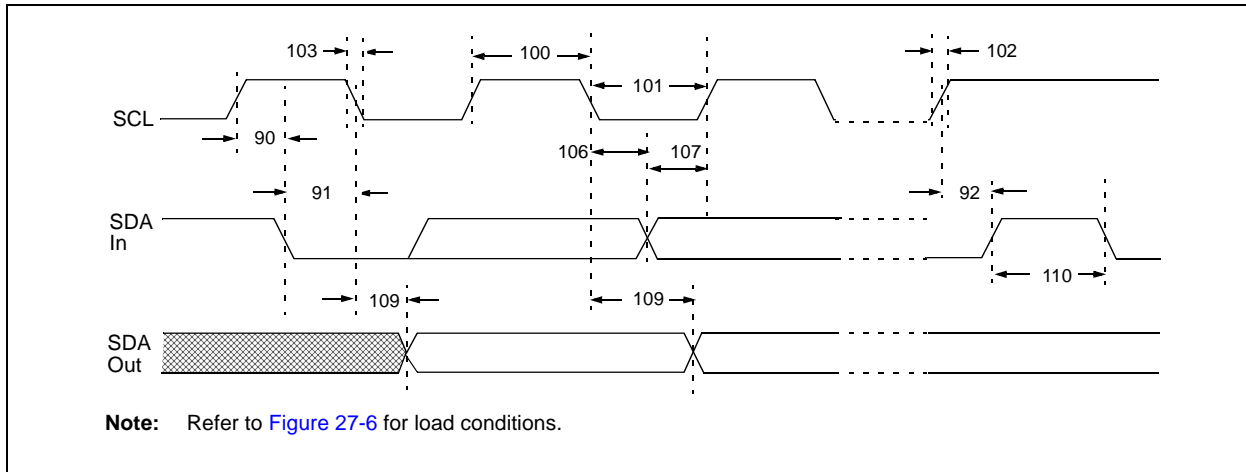 103
100
102
101
SCL
90
106
107
91
92
SDA
In
109
109
110
SDA
Out
Note: Refer to Figure 27-6 for load conditions.